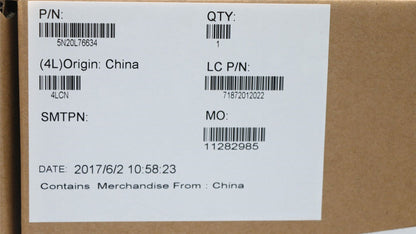 P/N: QTY:
5N20L76634 1
(4L)Origin: China LC P/N:
4LCN 71872012022
SMTPN: MO:
11282985
DATE: 2017/6/2 10:58:23
Contains Merchandise From : China